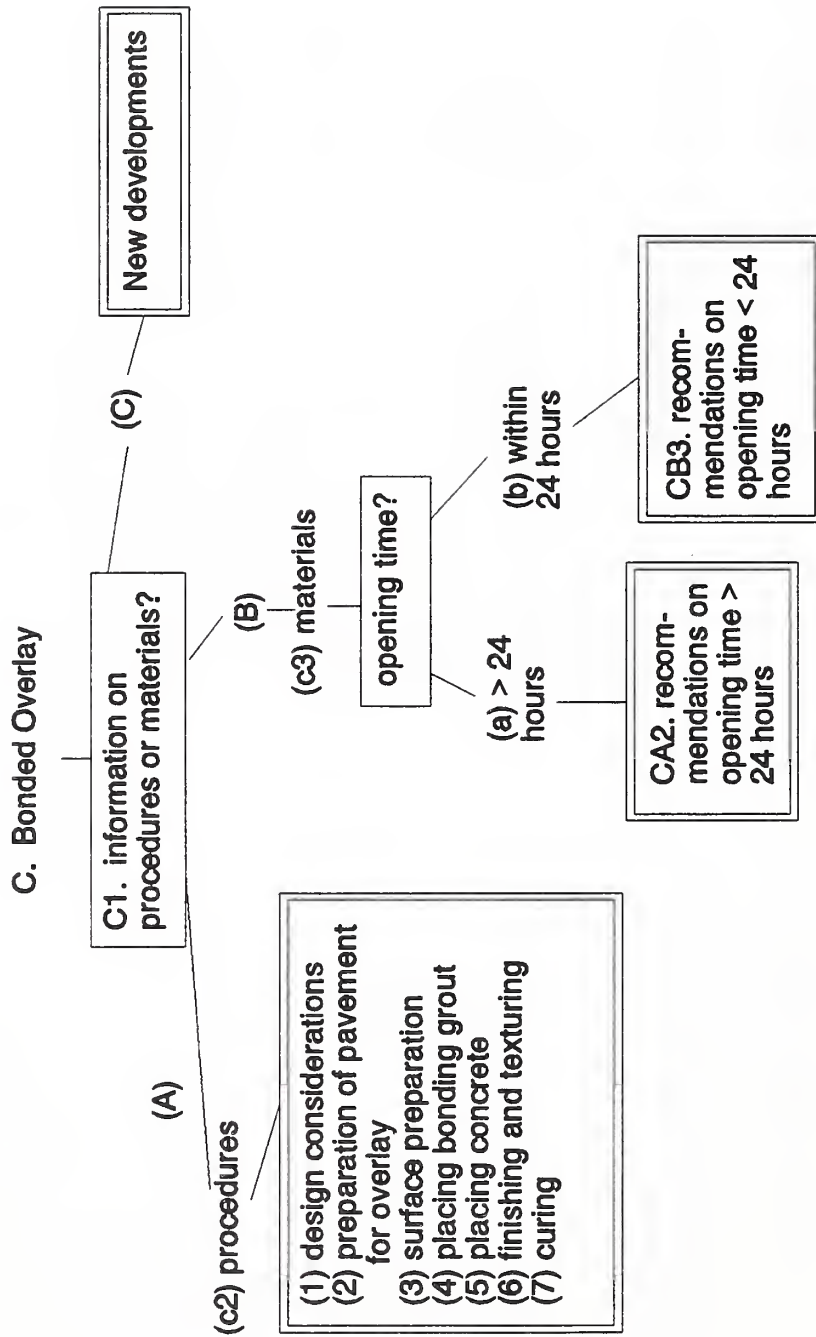 C. Bonded Overlay
C1. information on
procedures or materials?
(A)
(B)
(C)
New developments
(c2) procedures
(1) design considerations
(2) preparation of pavement
for overlay
(3) surface preparation
(4) placing bonding grout
(5) placing concrete
(6) finishing and texturing
(7) curing
(c3) materials
opening time?
(a) > 24
hours
(b) within
24 hours
CA2. recom-
mendations on
opening time >
24 hours
CB3. recom-
mendations on
opening time < 24
hours